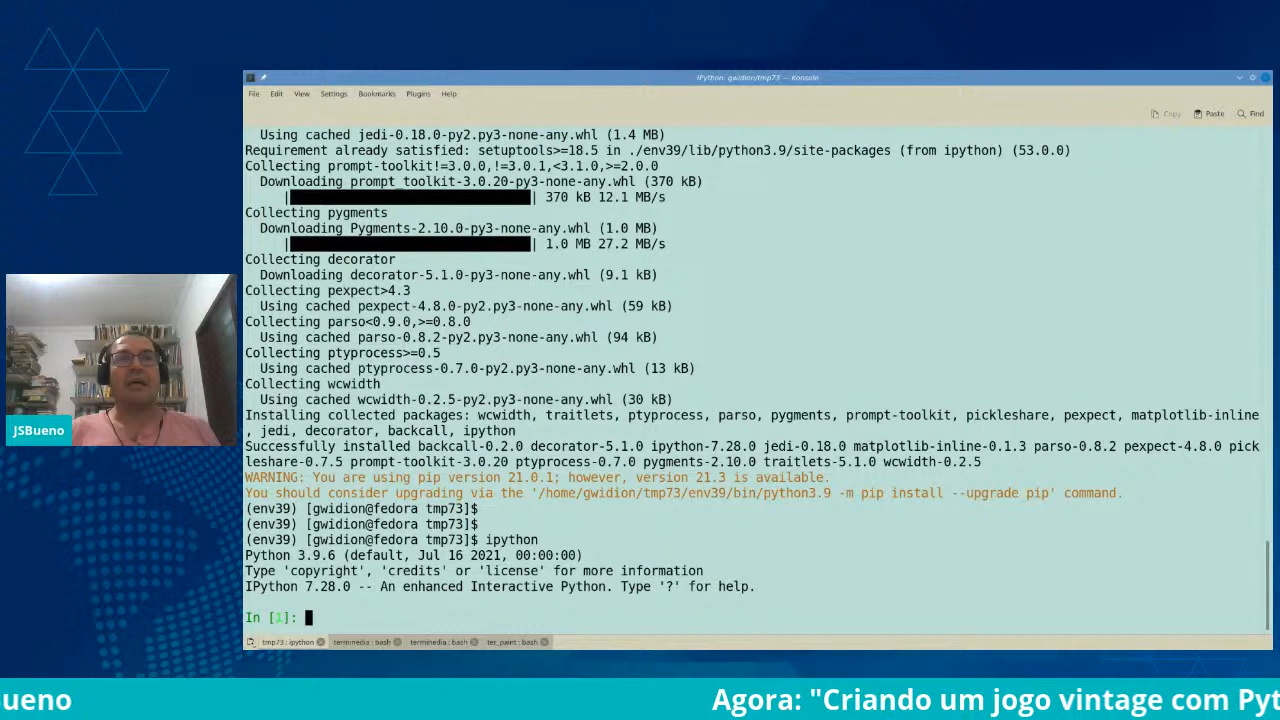 IPython: gwidion/tmp73 — Konsole
File Edit View Settings Bookmarks Plugins Help
Copy Paste Find
Using cached jedi-0.18.0-py2.py3-none-any.whl (1.4 MB)
Requirement already satisfied: setuptools>=18.5 in ./env39/lib/python3.9/site-packages (from ipython) (53.0.0)
Collecting prompt-toolkit!=3.0.0,!=3.0.1,<3.1.0,>=2.0.0
Downloading prompt_toolkit-3.0.20-py3-none-any.whl (370 kB)
| | 370 kB 12.1 MB/s
Collecting pygments
Downloading Pygments-2.10.0-py3-none-any.whl (1.0 MB)
| | 1.0 MB 27.2 MB/s
Collecting decorator
Downloading decorator-5.1.0-py3-none-any.whl (9.1 kB)
Collecting pexpect>4.3
Using cached pexpect-4.8.0-py2.py3-none-any.whl (59 kB)
Collecting parso<0.9.0,>=0.8.0
Using cached parso-0.8.2-py2.py3-none-any.whl (94 kB)
Collecting ptyprocess>=0.5
Using cached ptyprocess-0.7.0-py2.py3-none-any.whl (13 kB)
Collecting wcwidth
Using cached wcwidth-0.2.5-py2.py3-none-any.whl (30 kB)
Installing collected packages: wcwidth, traitlets, ptyprocess, parso, pygments, prompt-toolkit, pickleshare, pexpect, matplotlib-inline
, jedi, decorator, backcall, ipython
Successfully installed backcall-0.2.0 decorator-5.1.0 ipython-7.28.0 jedi-0.18.0 matplotlib-inline-0.1.3 parso-0.8.2 pexpect-4.8.0 pick
leshare-0.7.5 prompt-toolkit-3.0.20 ptyprocess-0.7.0 pygments-2.10.0 traitlets-5.1.0 wcwidth-0.2.5
WARNING: You are using pip version 21.0.1; however, version 21.3 is available.
You should consider upgrading via the '/home/gwidion/tmp73/env39/bin/python3.9 -m pip install --upgrade pip' command.
(env39) [gwidion@fedora tmp73]$
(env39) [gwidion@fedora tmp73]$
(env39) [gwidion@fedora tmp73]$ ipython
Python 3.9.6 (default, Jul 16 2021, 00:00:00)
Type 'copyright', 'credits' or 'license' for more information
IPython 7.28.0 -- An enhanced Interactive Python. Type '?' for help.
In [1]:
tmp73 : ipython terminedia : bash terminedia : bash ter_paint : bash
JSBueno
Bueno Agora: "Criando um jogo vintage com Pyt